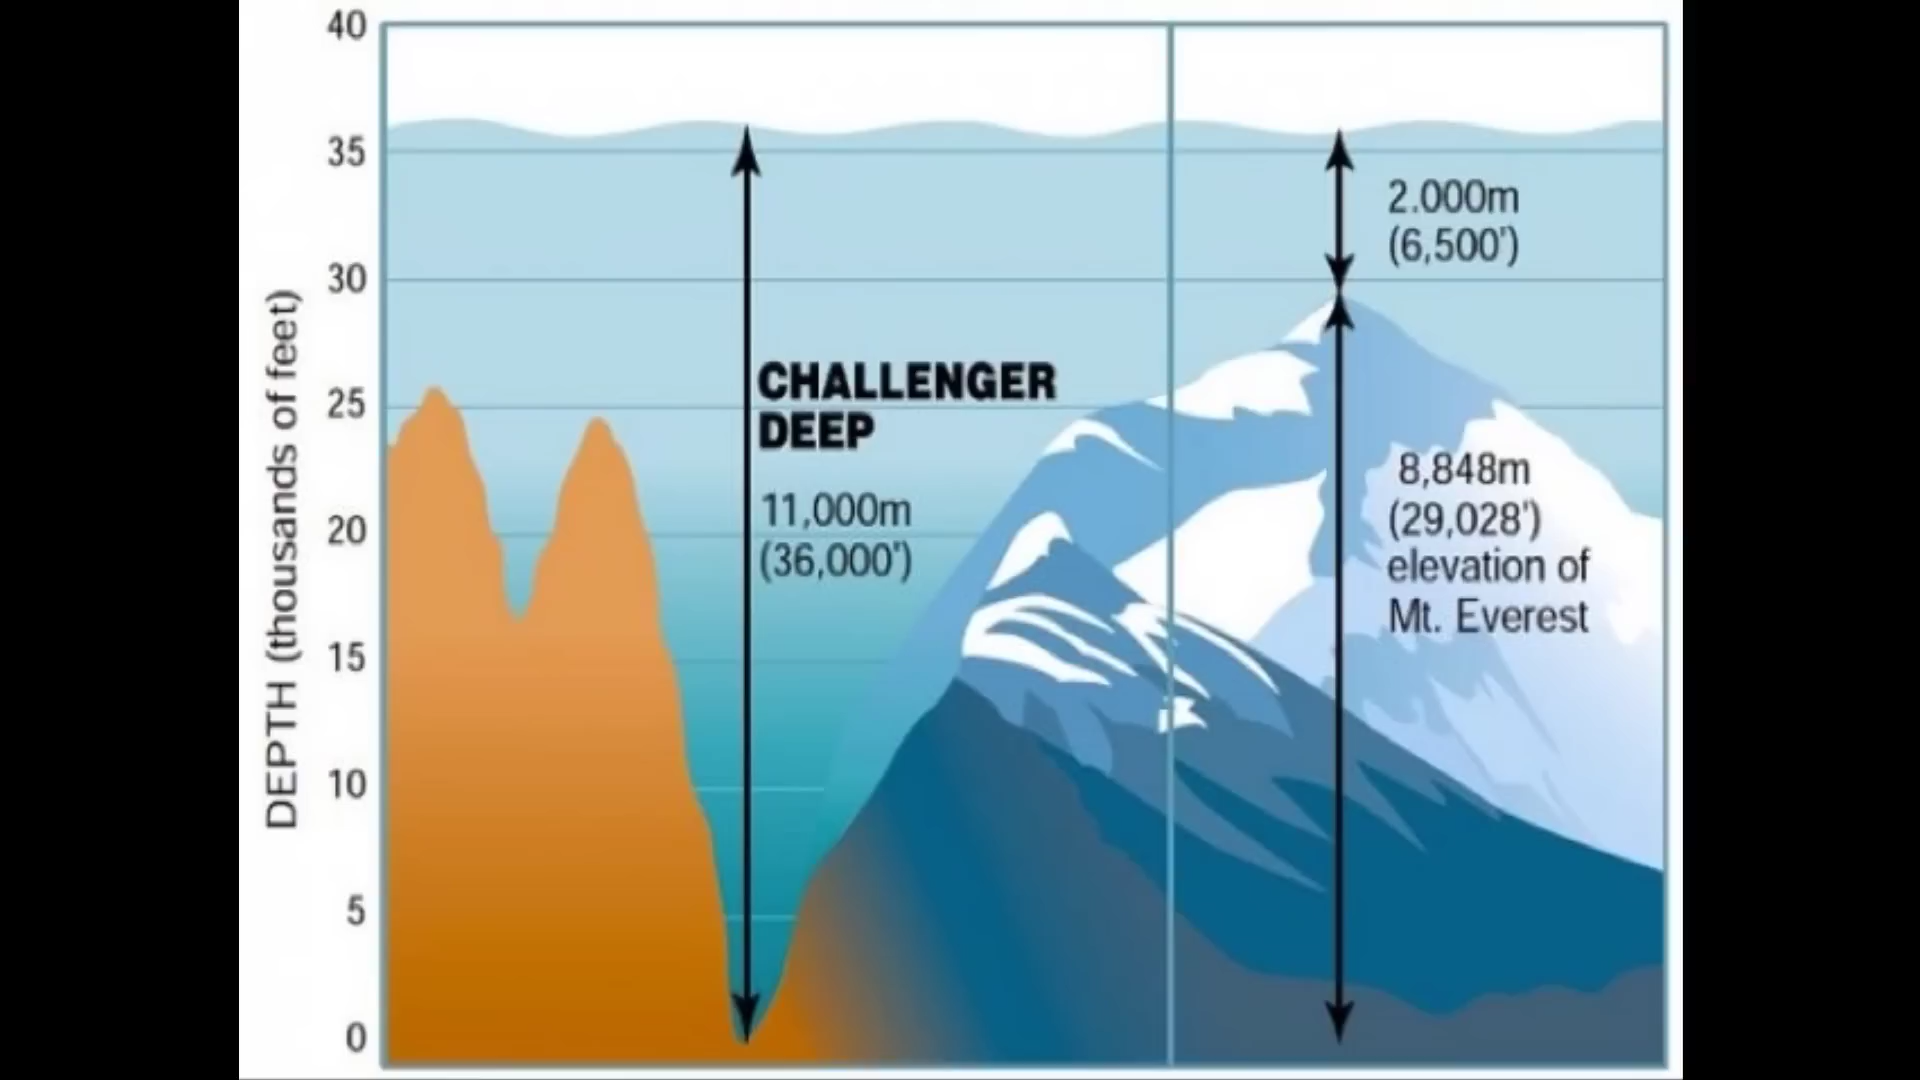 40
35
30
25
20
15
10
5
0
DEPTH (thousands of feet)
CHALLENGER
DEEP
11,000m
(36,000')
2.000m
(6,500')
8,848m
(29,028')
elevation of
Mt. Everest